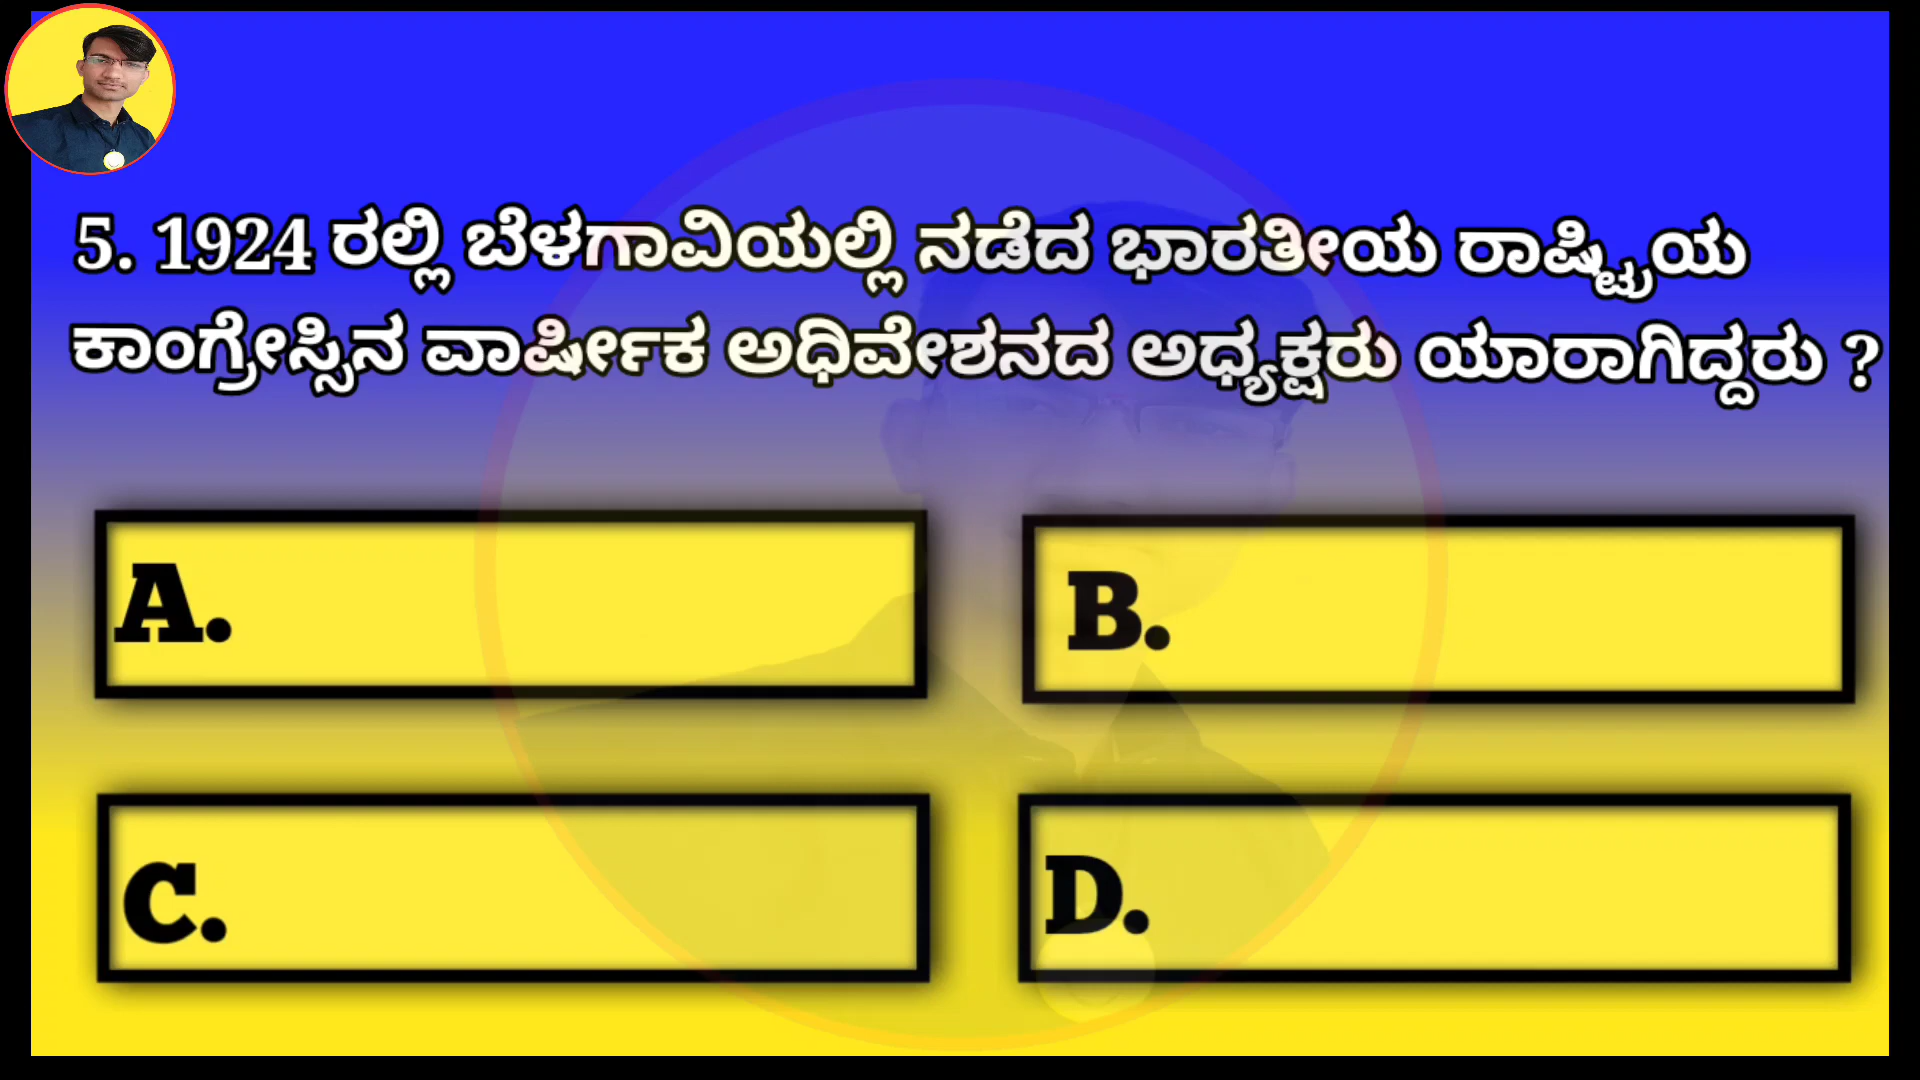 5. 1924 ರಲ್ಲಿ ಬೆಳಗಾವಿಯಲ್ಲಿ ನಡೆದ ಭಾರತೀಯ ರಾಷ್ಟ್ರಿಯ
ಕಾಂಗ್ರೇಸ್ಸಿನ ವಾರ್ಷಿಕ ಅಧಿವೇಶನದ ಅಧ್ಯಕ್ಷರು ಯಾರಾಗಿದ್ದರು ?
A.
B.
C.
D.